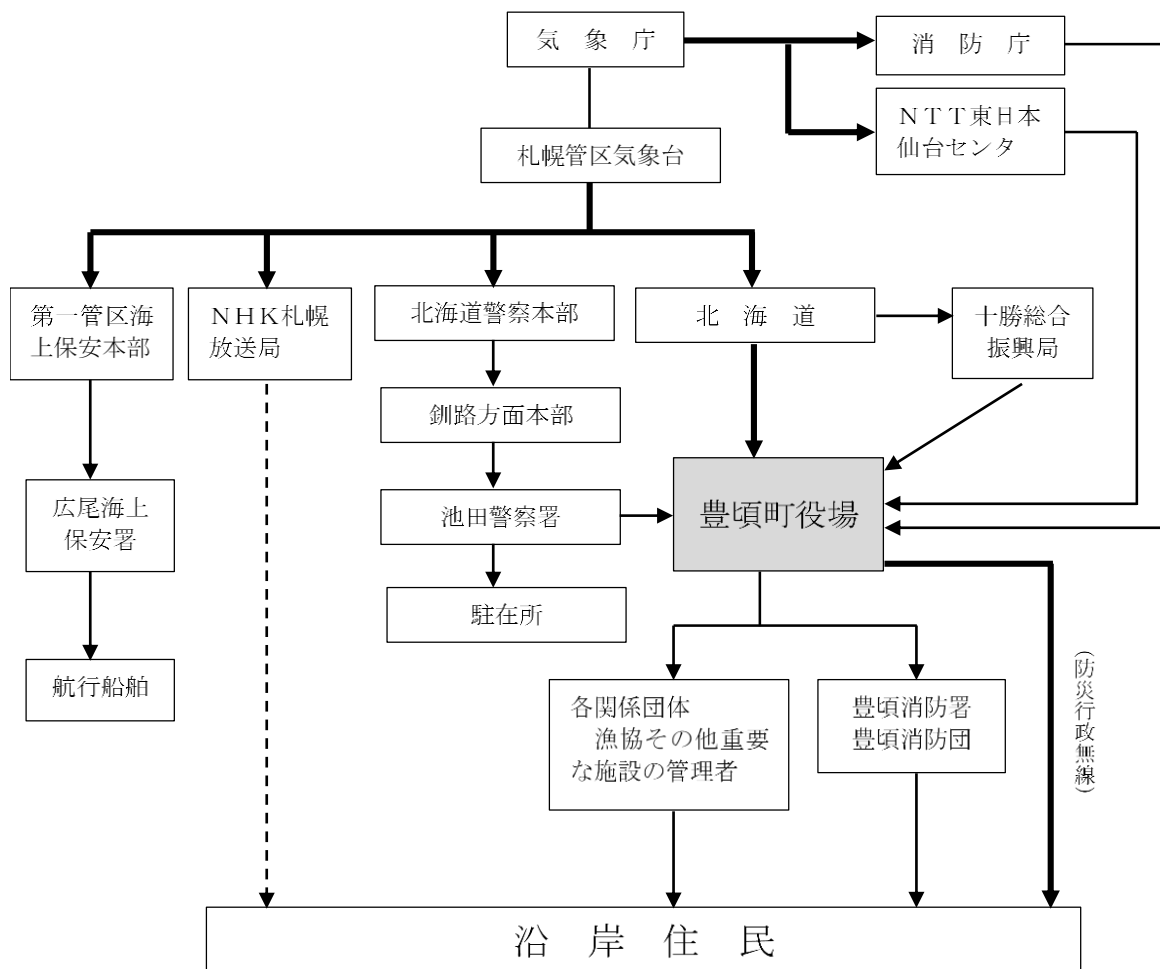 気　象　庁
消　防　庁
ＮＴＴ東日本
仙台センタ
札幌管区気象台
第一管区海
上保安本部
ＮＨＫ札幌
放送局
北海道警察本部
北　海　道
十勝総合
振興局
釧路方面本部
広尾海上
保安署
池田警察署
豊頃町役場
駐在所
航行船舶
各関係団体
　漁協その他重要
な施設の管理者
豊頃消防署
豊頃消防団
(防災行政無線)
沿　岸　住　民